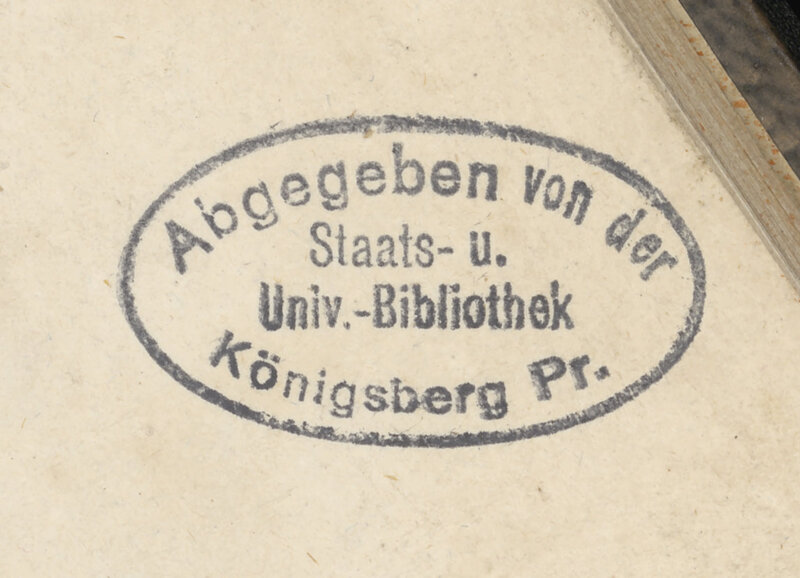 Abgegeben von der
Staats- u.
Univ.-Bibliothek
Königsberg Pr.